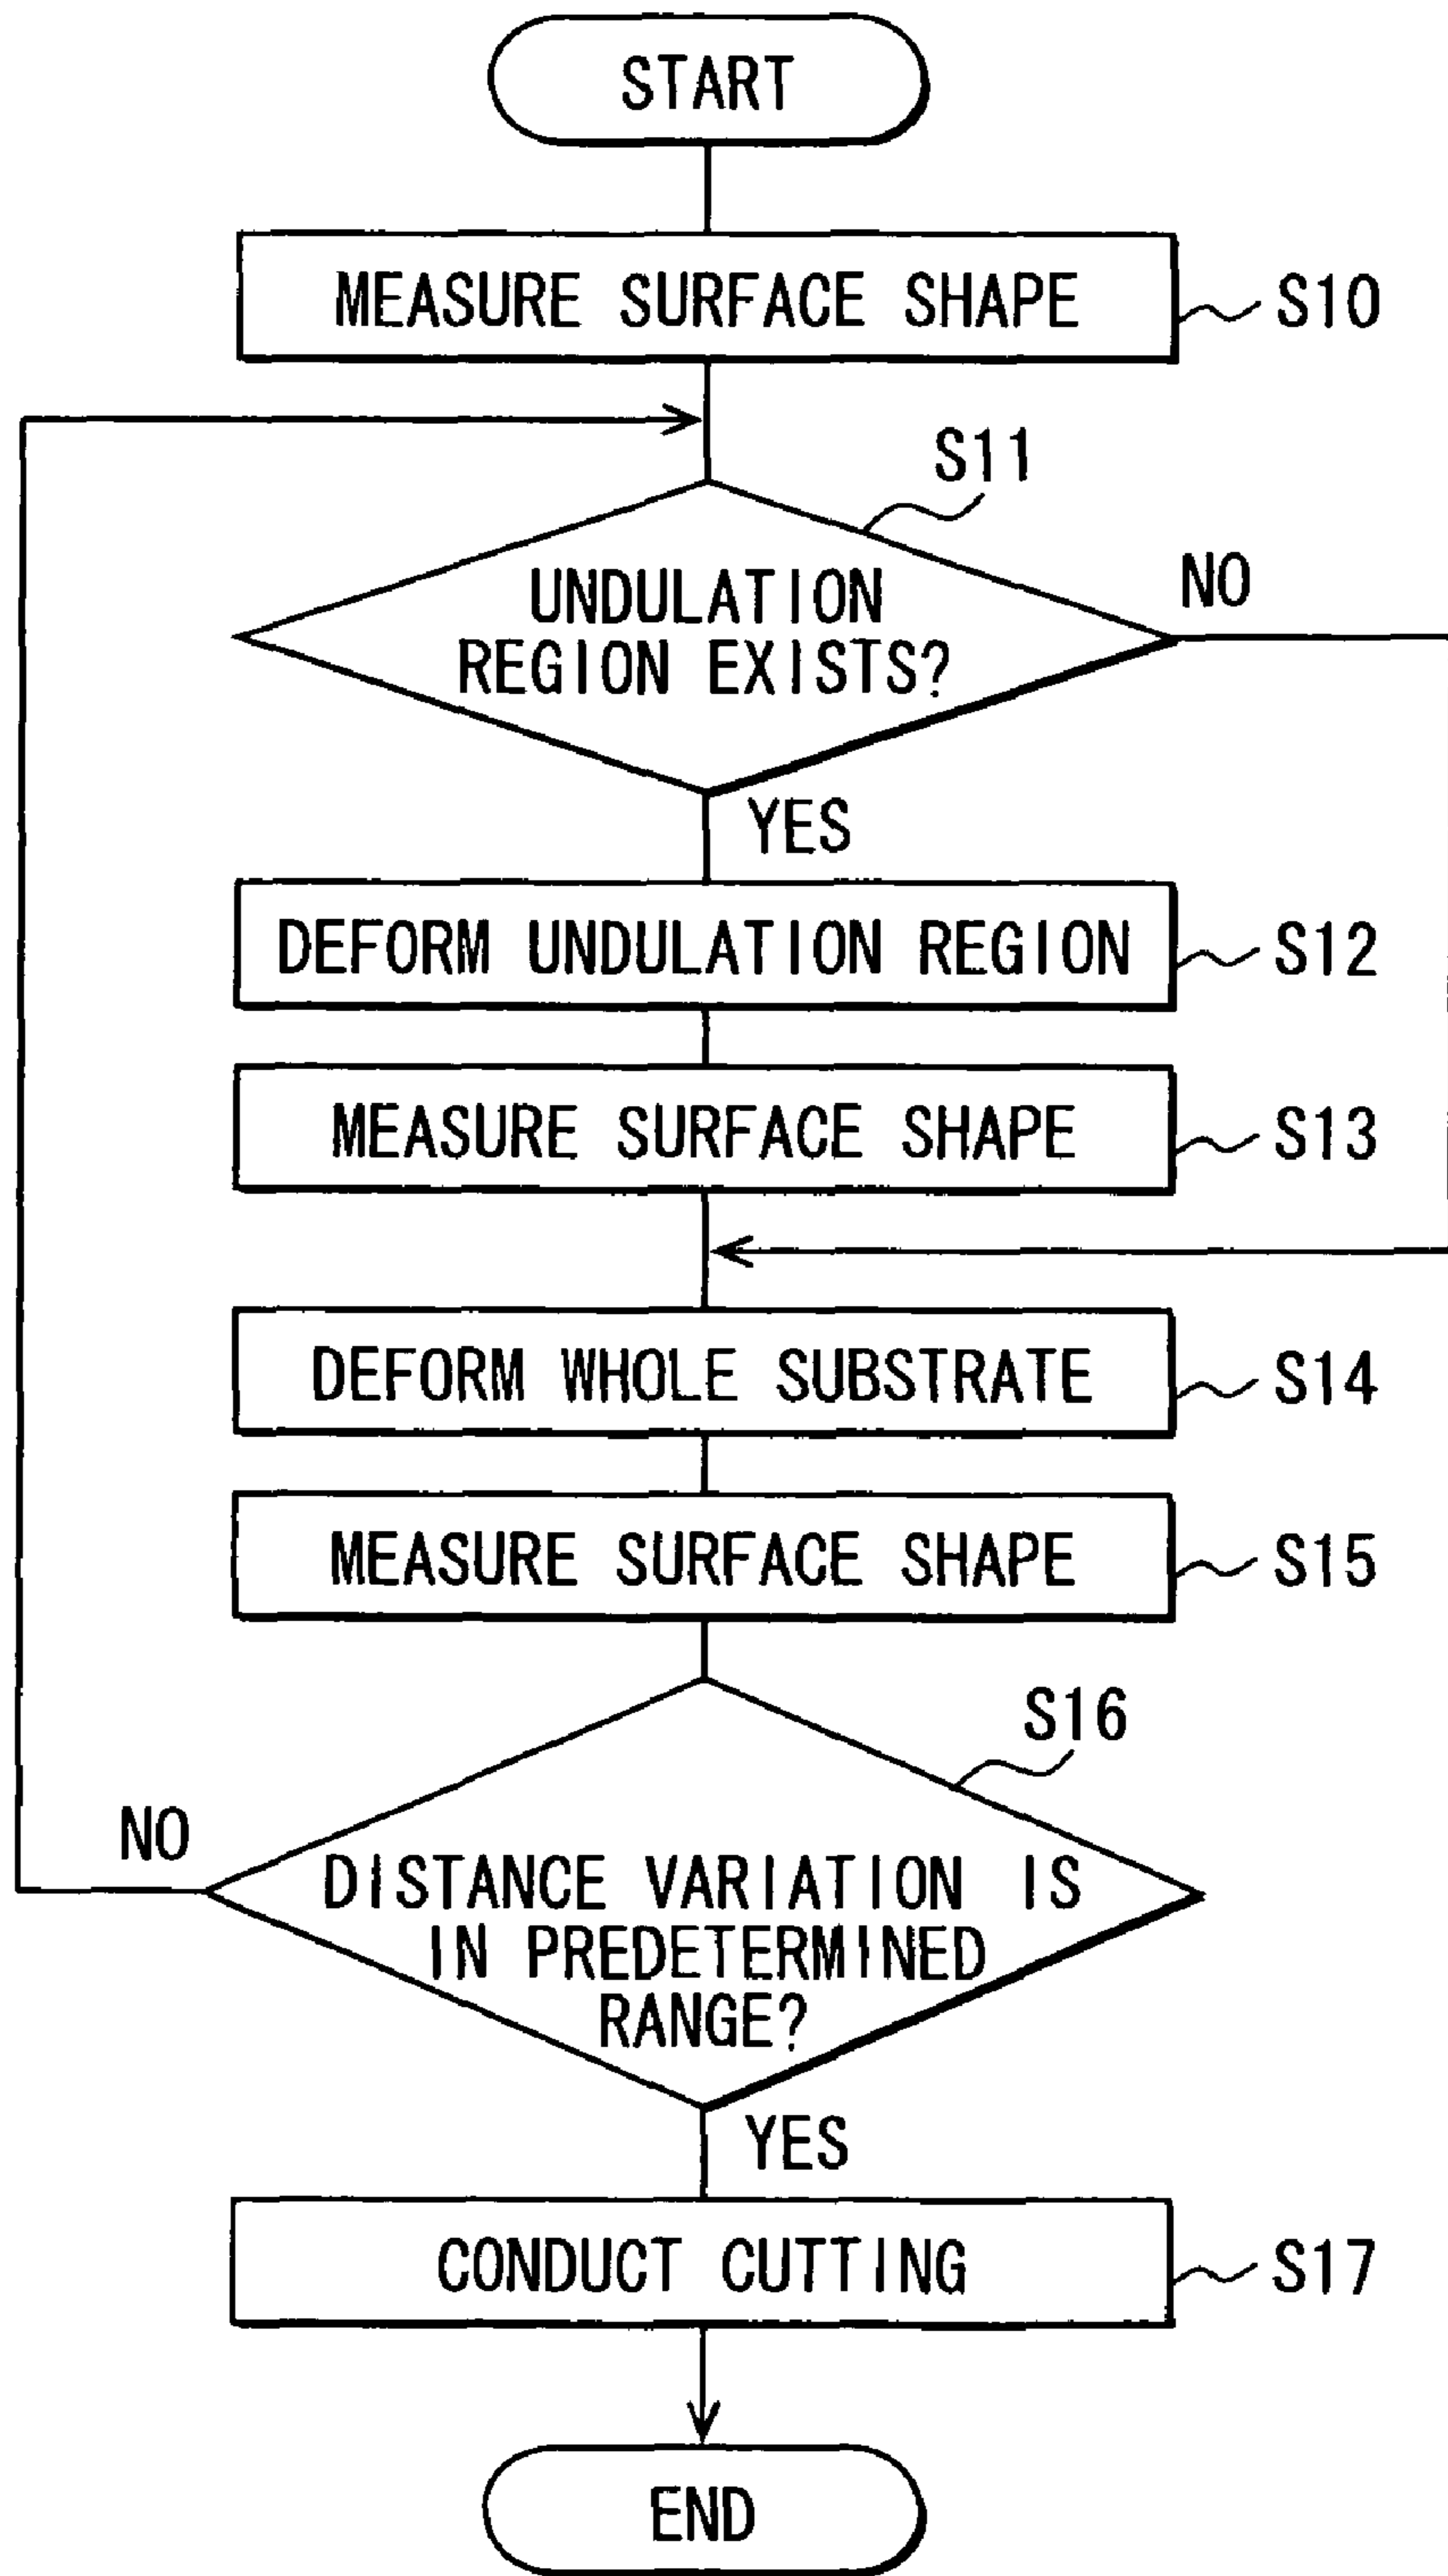 START
MEASURE SURFACE SHAPE
S10
S11
UNDULATION
REGION EXISTS?
NO
YES
DEFORM UNDULATION REGION
S12
MEASURE SURFACE SHAPE
S13
DEFORM WHOLE SUBSTRATE
S14
MEASURE SURFACE SHAPE
S15
S16
NO
DISTANCE VARIATION IS
IN PREDETERMINED
RANGE?
YES
CONDUCT CUTTING
S17
END